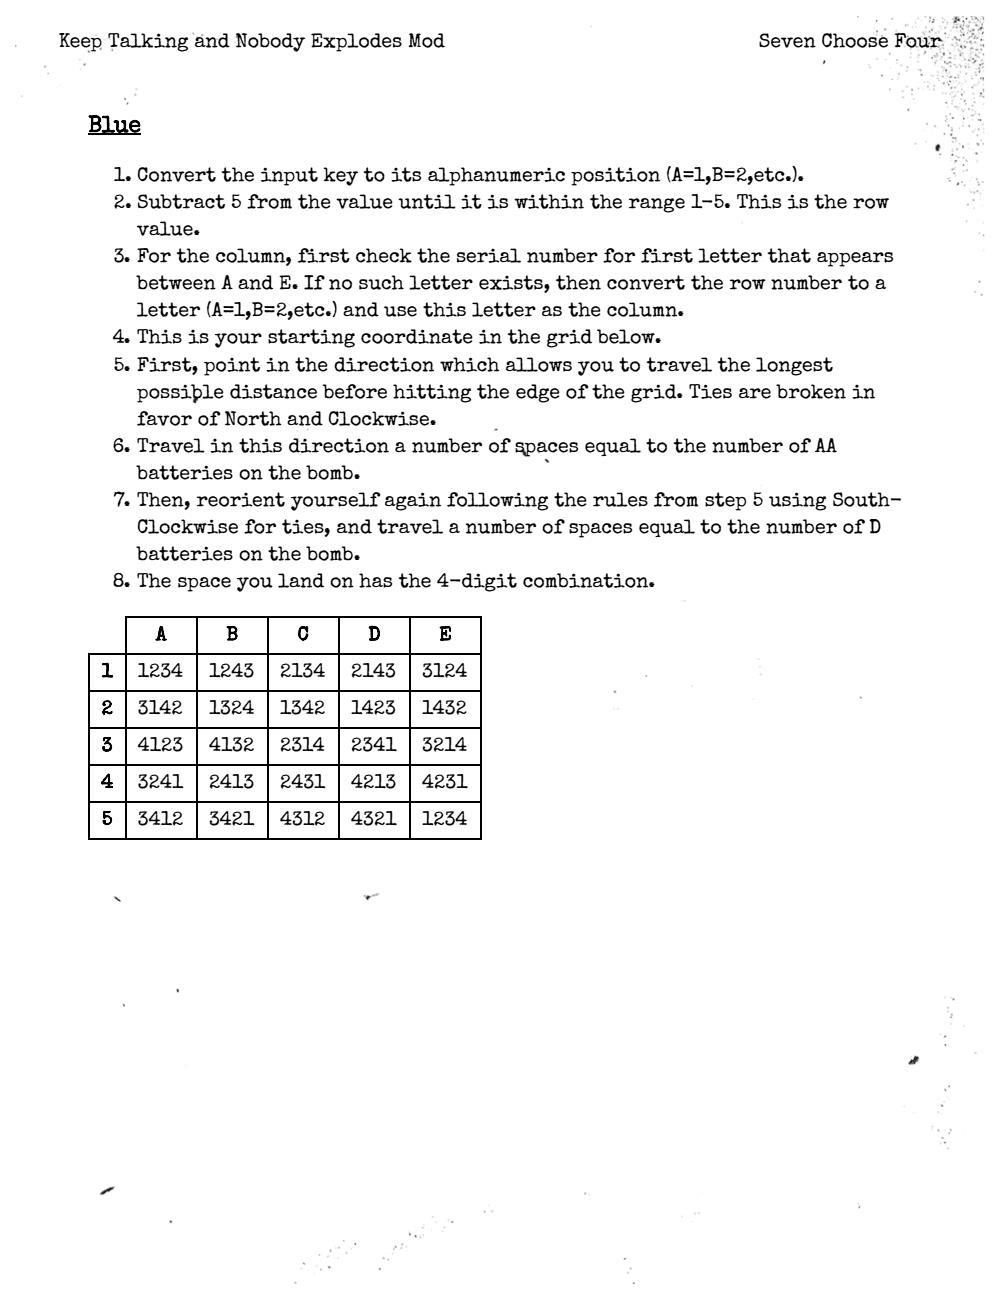 Keep Talking and Nobody Explodes Mod Seven Choose Four
Blue
1. Convert the input key to its alphanumeric position (A=1,B=2,etc.).
2. Subtract 5 from the value until it is within the range 1-5. This is the row
value.
3. For the column, first check the serial number for first letter that appears
between A and E. If no such letter exists, then convert the row number to a
letter (A=1,B=2,etc.) and use this letter as the column.
4. This is your starting coordinate in the grid below.
5. First, point in the direction which allows you to travel the longest
possible distance before hitting the edge of the grid. Ties are broken in
favor of North and Clockwise.
6. Travel in this direction a number of spaces equal to the number of AA
batteries on the bomb.
7. Then, reorient yourself again following the rules from step 5 using South-
Clockwise for ties, and travel a number of spaces equal to the number of D
batteries on the bomb.
8. The space you land on has the 4-digit combination.
A B C D E
1 1234 1243 2134 2143 3124
2 3142 1324 1342 1423 1432
3 4123 4132 2314 2341 3214
4 3241 2413 2431 4213 4231
5 3412 3421 4312 4321 1234